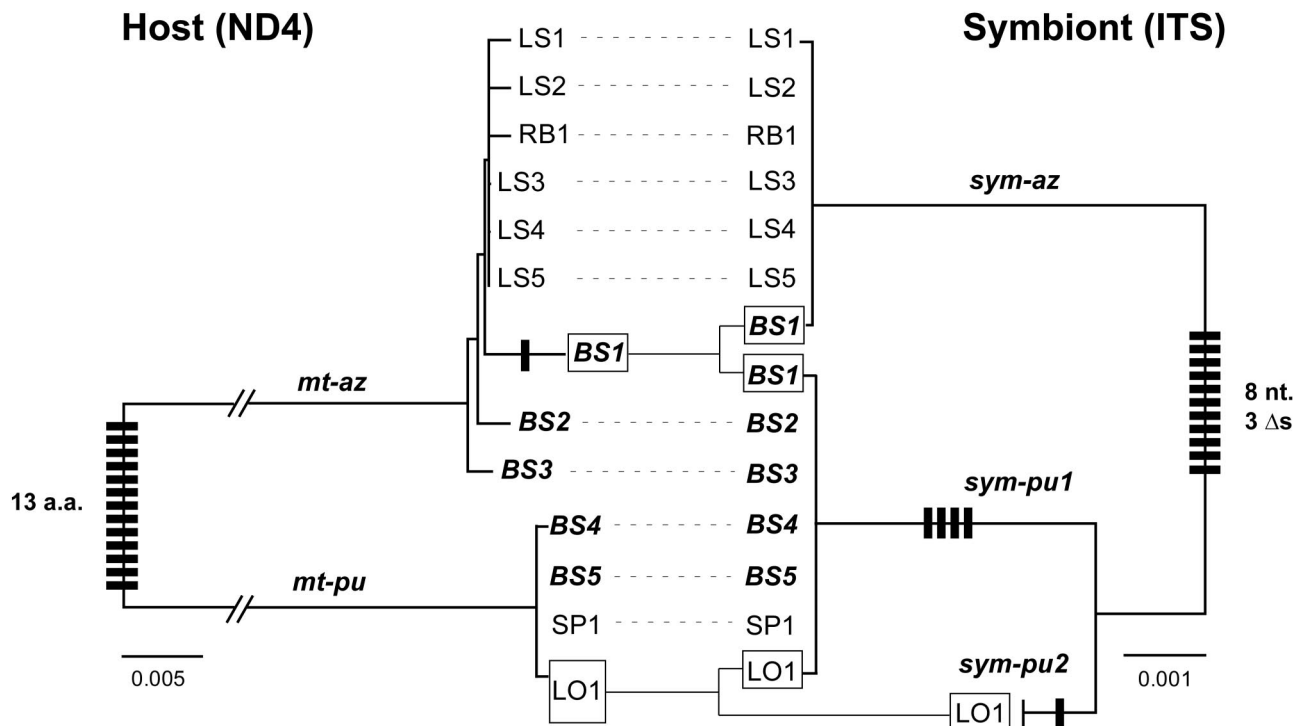 Host (ND4)
Symbiont (ITS)
LS1 LS1
LS2 LS2
RB1 RB1
LS3 LS3
sym-az
LS4 LS4
LS5 LS5
BS1
BS1
BS1
mt-az
8 nt.
3 Δs
BS2 BS2
BS3 BS3
sym-pu1
13 a.a.
BS4 BS4
BS5 BS5
mt-pu
SP1 SP1
sym-pu2
0.005
LO1
LO1
0.001
LO1